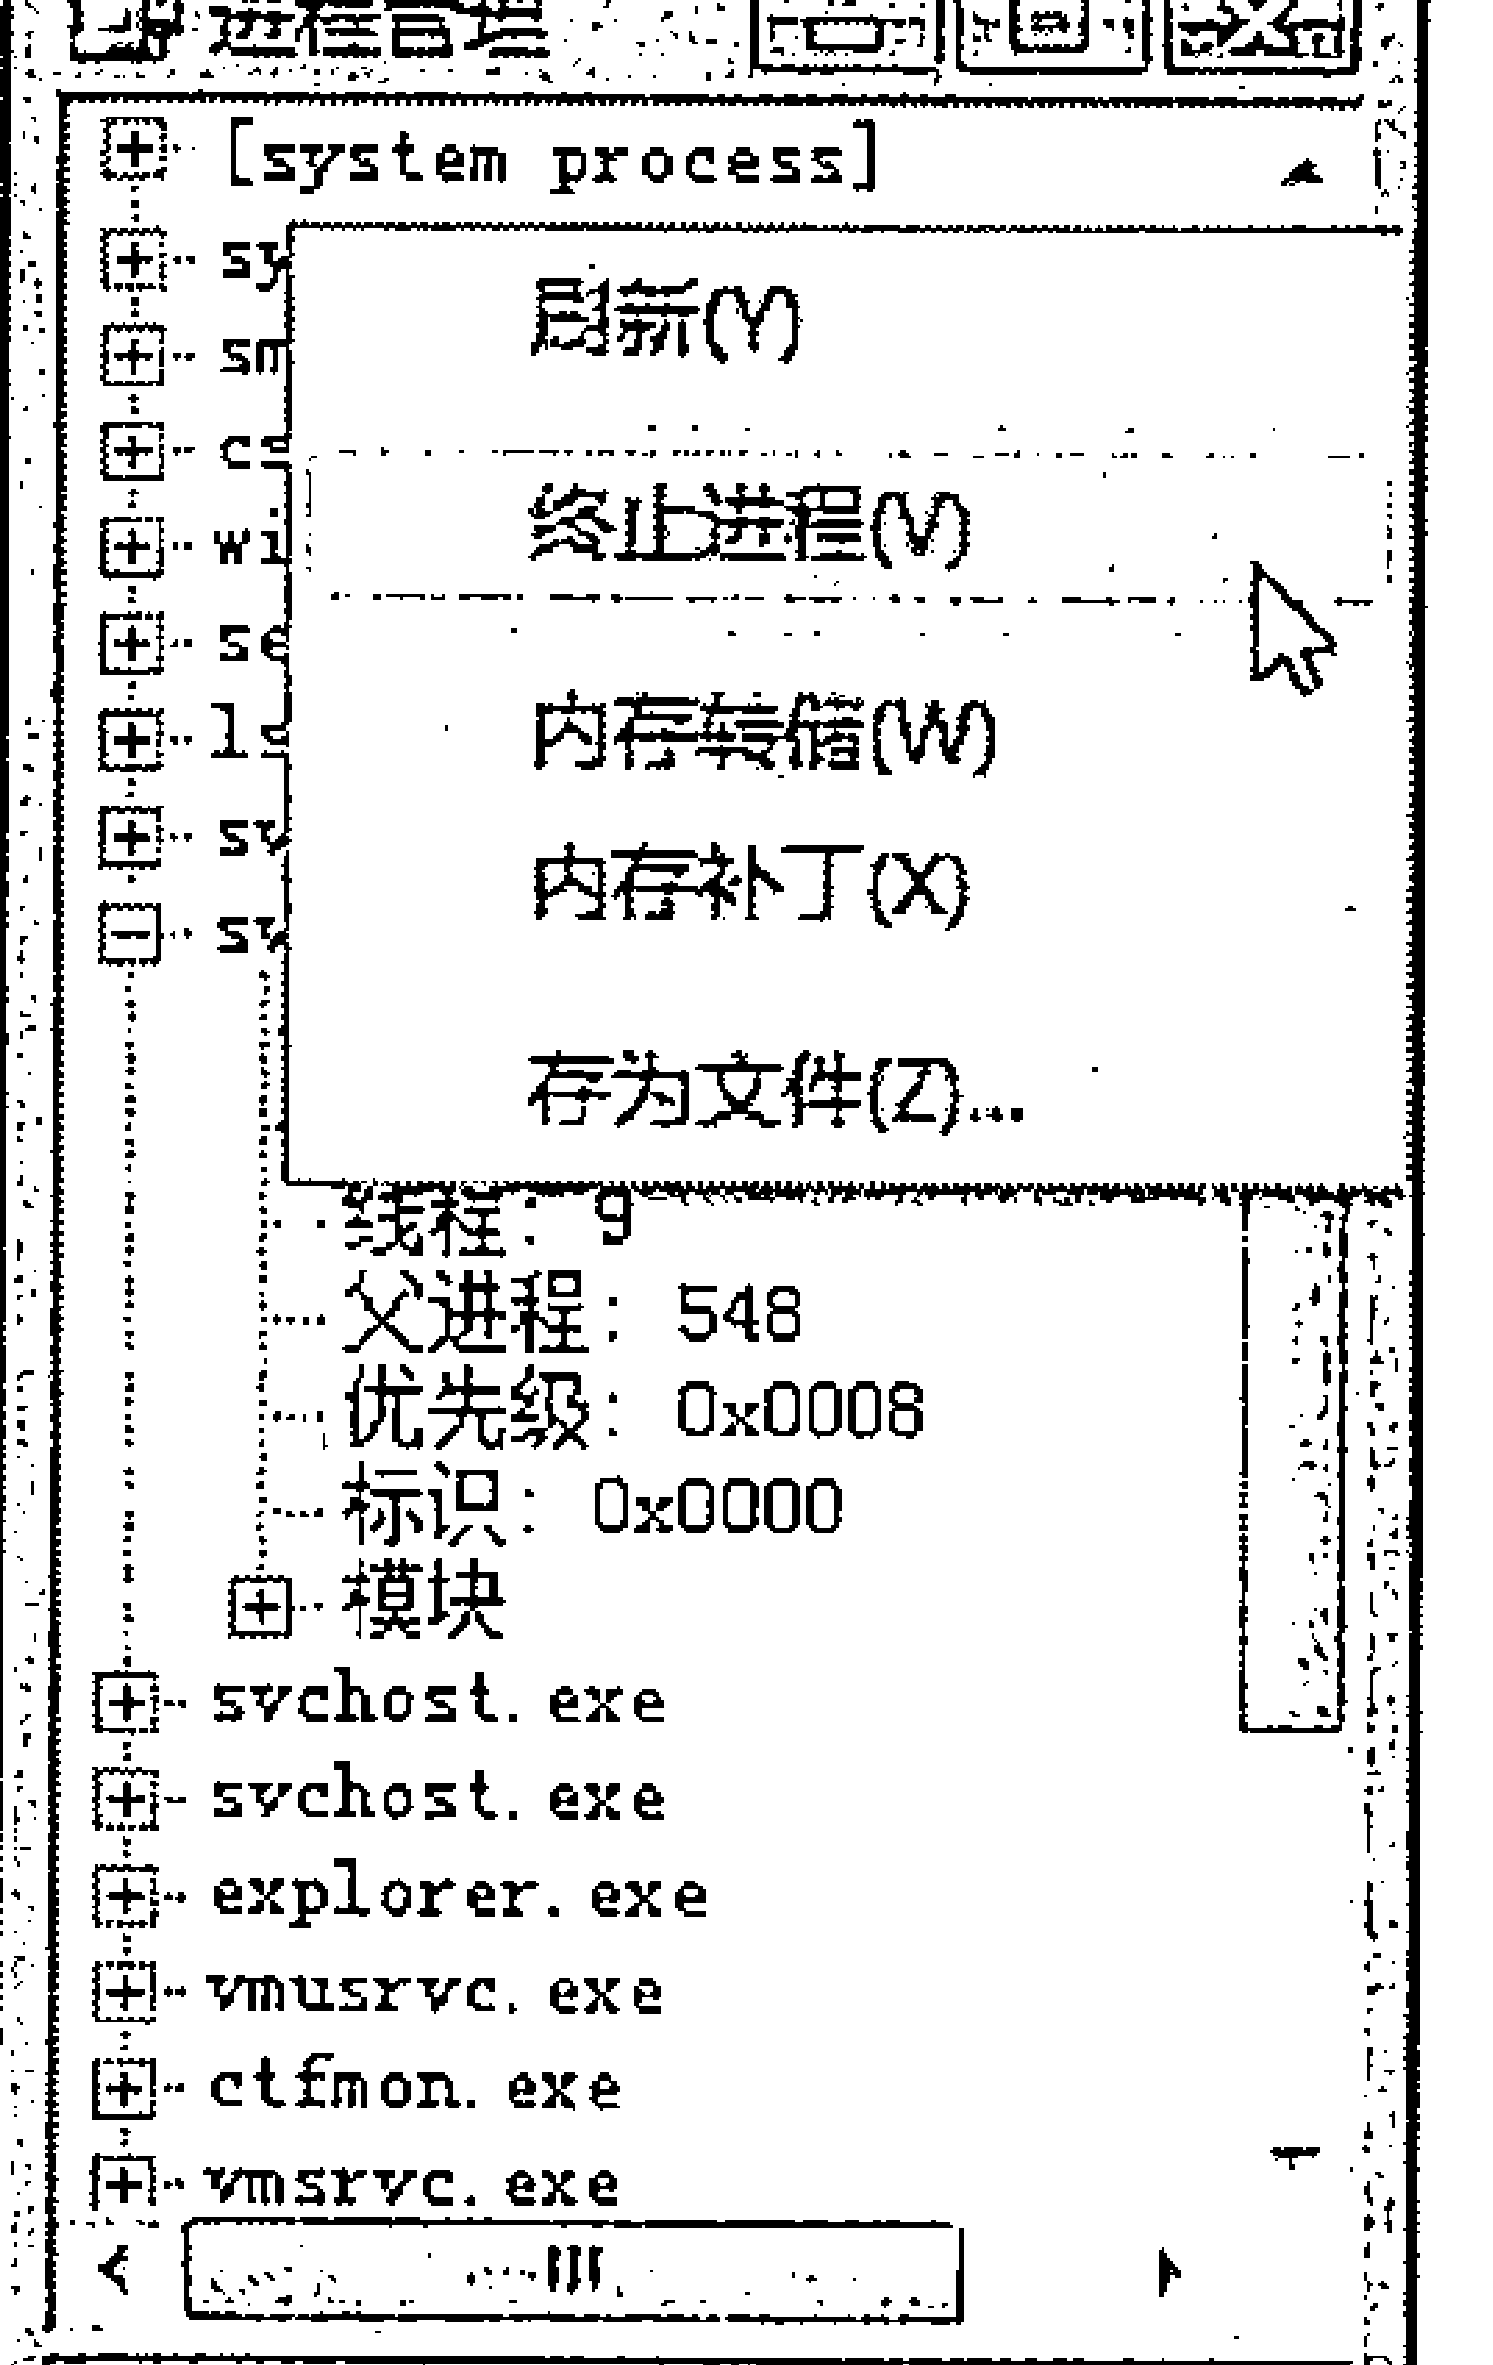 进程管理
[system process]
sy
sm
cs
wi
se
ls
sv
sv
刷新(Y)
终止进程(V)
内存转储(W)
内存补丁(X)
存为文件(Z)...
线程: 9
父进程: 548
优先级: 0x0008
标识: 0x0000
模块
svchost.exe
svchost.exe
explorer.exe
vmusrvc.exe
ctfmon.exe
vmsrvc.exe